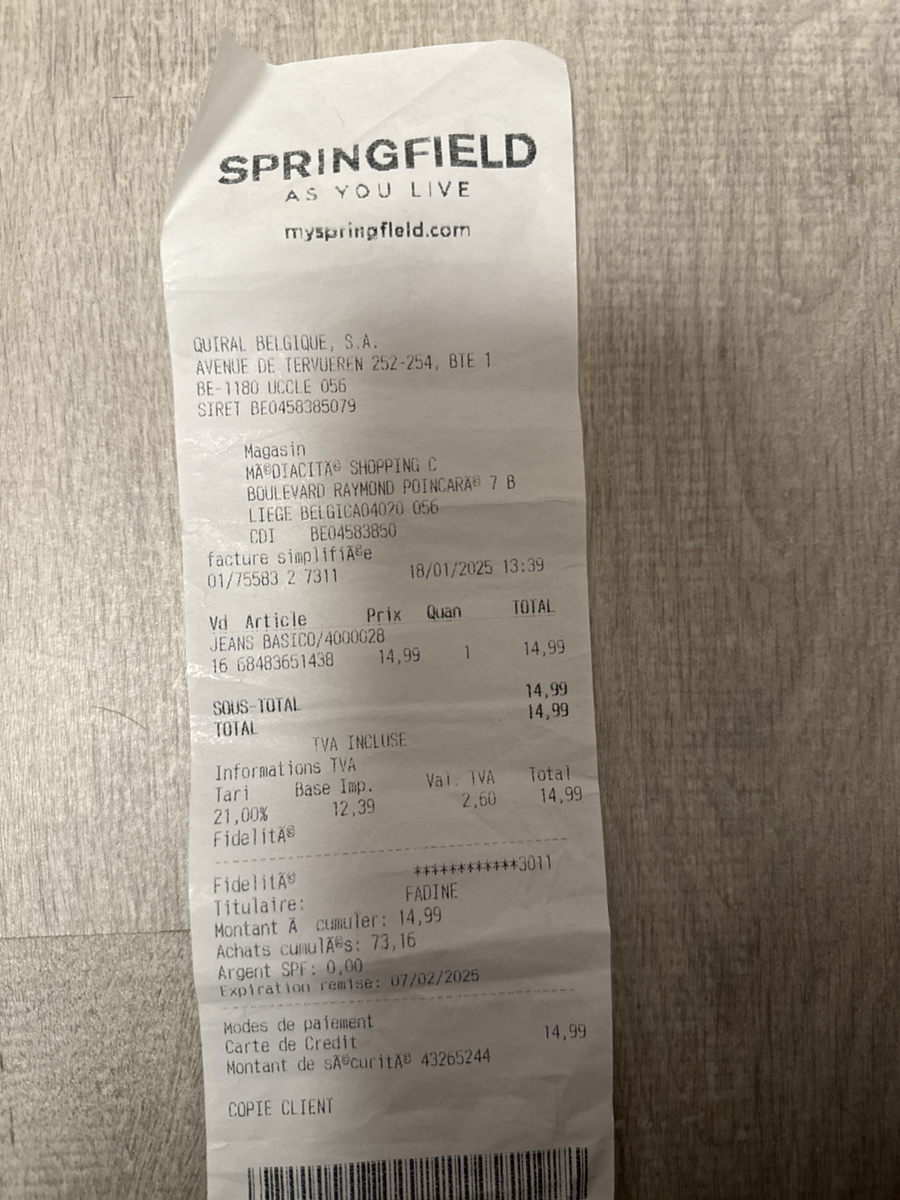 SPRINGFIELD
AS YOU LIVE
myspringfield.com
QUIRAL BELGIQUE, S.A.
AVENUE DE TERVUEREN 252-254, BTE 1
BE-1180 UCCLE 056
SIRET BE0458385079
Magasin
MÃ©DIACITÃ© SHOPPING C
BOULEVARD RAYMOND POINCARÃ© 7 B
LIEGE BELGICA04020 056
CDI BE04583850
facture simplifiÃ©e
01/75583 2 7311 18/01/2025 13:39
Vd Article Prix Quan TOTAL
JEANS BASICO/4000028
16 68483651438 14,99 1 14,99
SOUS-TOTAL 14,99
TOTAL 14,99
TVA INCLUSE
Informations TVA
Tari Base Imp. Val. TVA Total
21,00% 12,39 2,60 14,99
FidelitÃ©
FidelitÃ© ************3011
Titulaire: FADINE
Montant Ã cumuler: 14,99
Achats cumulÃ©s: 73,16
Argent SPF: 0,00
Expiration remise: 07/02/2025
Modes de paiement
Carte de Credit 14,99
Montant de sÃ©curitÃ© 43265244
COPIE CLIENT